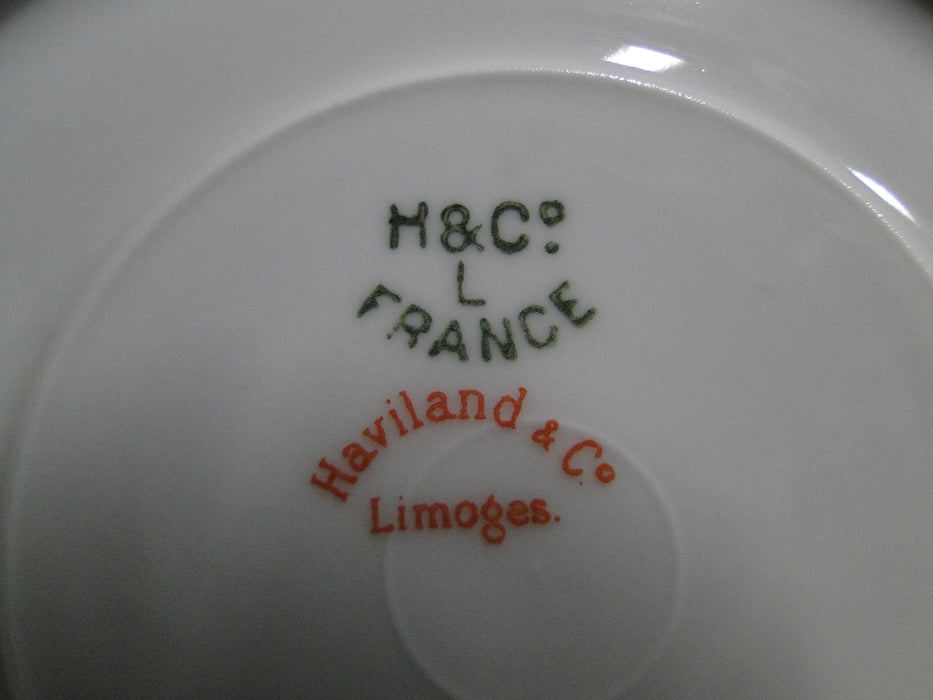 H & Cº
L
FRANCE
Haviland & Cº
Limoges.